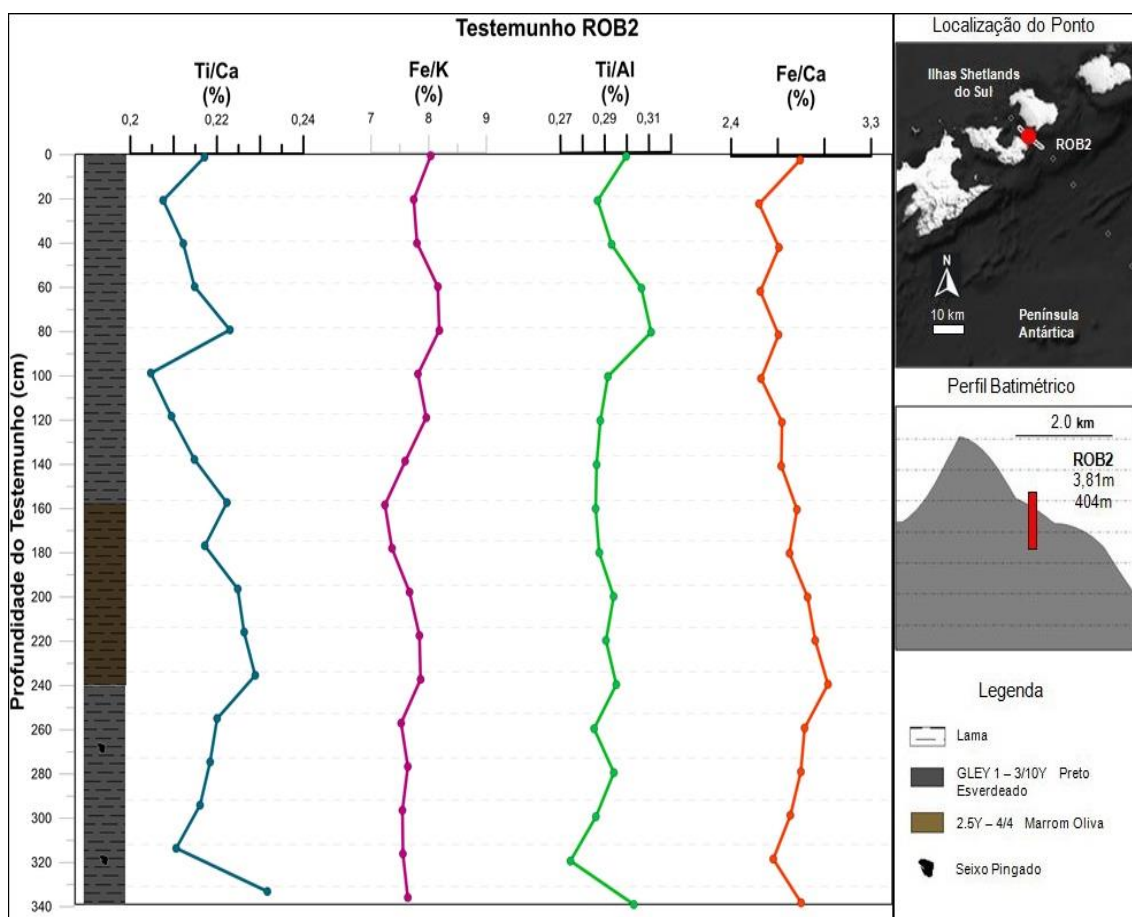 Testemunho ROB2
Ti/Ca
(%)
Fe/K
(%)
Ti/Al
(%)
Fe/Ca
(%)
0,2 0,22 0,24
7 8 9
0,27 0,29 0,31
2,4 3,3
Profundidade do Testemunho (cm)
0
20
40
60
80
100
120
140
160
180
200
220
240
260
280
300
320
340
Localização do Ponto
Ilhas Shetlands
do Sul
ROB2
N
10 km
Península
Antártica
Perfil Batimétrico
2.0 km
ROB2
3,81m
404m
Legenda
Lama
GLEY 1 – 3/10Y Preto
Esverdeado
2.5Y – 4/4 Marrom Oliva
Seixo Pingado